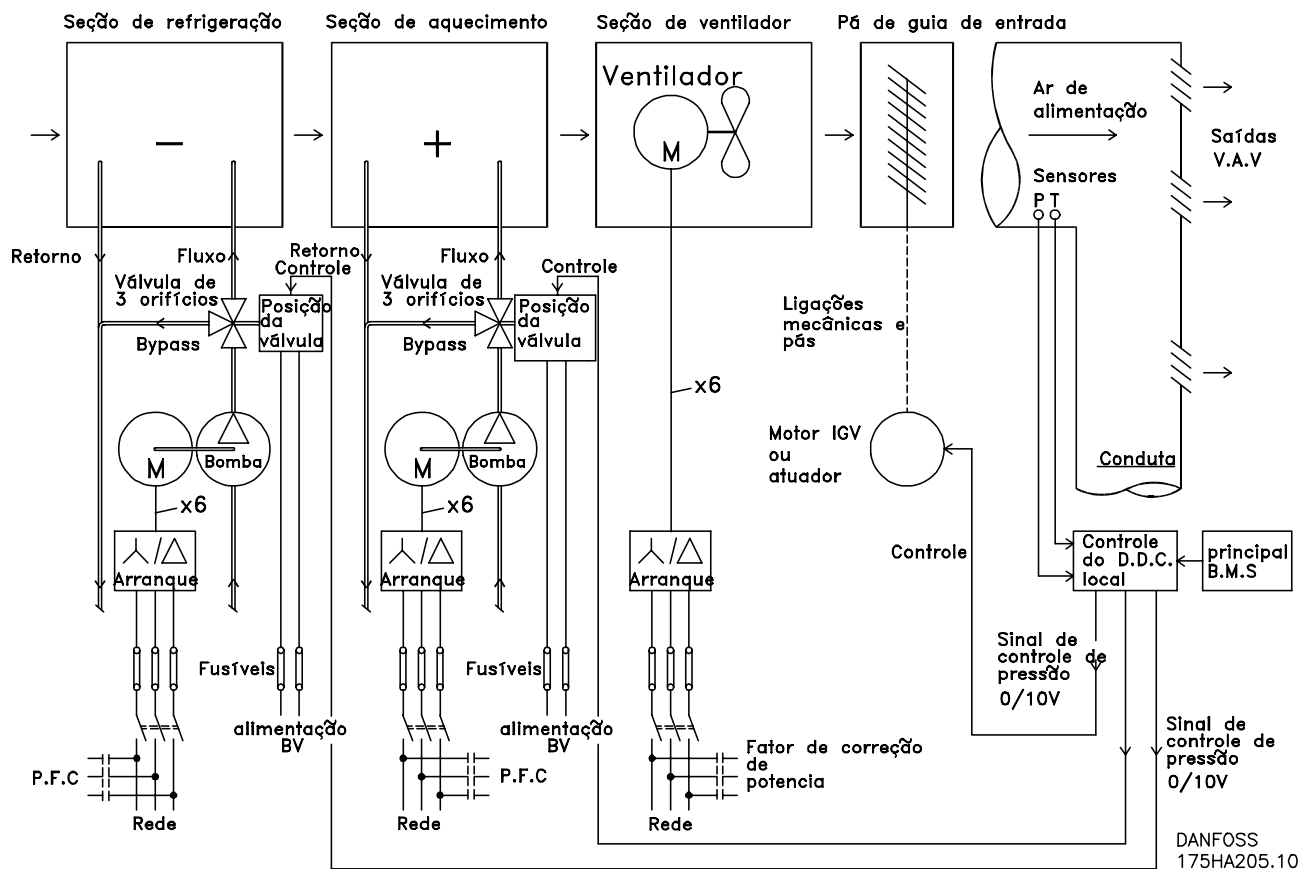 Seção de refrigeração
Seção de aquecimento
Seção de ventilador
Pá de guia de entrada
Ventilador
M
Ar de
alimentação
Saídas
V.A.V
Sensores
P T
Retorno
Fluxo
Válvula de
3 orifícios
Bypass
Controle
Posição
da
válvula
Retorno
Fluxo
Válvula de
3 orifícios
Bypass
Controle
Posição
da
válvula
Ligações
mecânicas e
pás
x6
Motor IGV
ou
atuador
Conduta
M
Bomba
x6
M
Bomba
x6
Arranque
Arranque
Controle
Controle
do D.D.C.
local
principal
B.M.S
Fusíveis
Fusíveis
alimentação
BV
alimentação
BV
Sinal de
controle de
pressão
0/10V
Sinal de
controle de
pressão
0/10V
P.F.C
P.F.C
Fator de correção
de
potencia
Rede
Rede
Rede
DANFOSS
175HA205.10